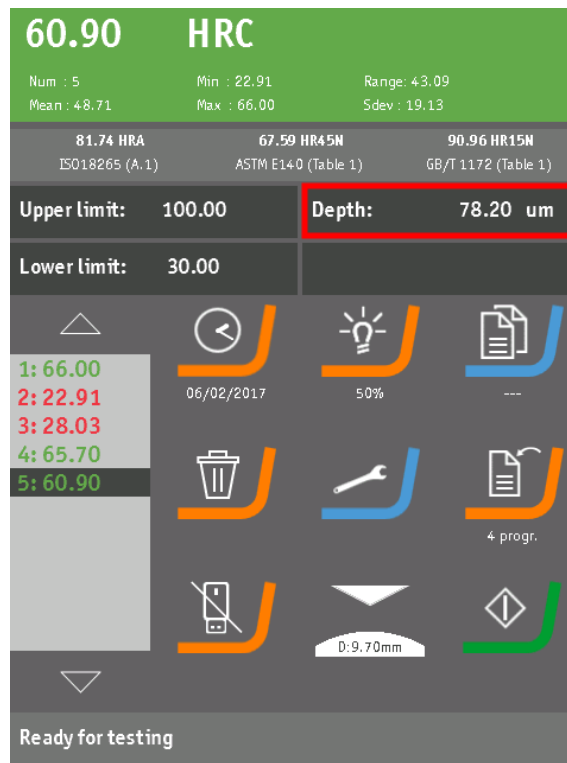 60.90 HRC
Num : 5 Min : 22.91 Range: 43.09
Mean : 48.71 Max : 66.00 Sdev : 19.13
81.74 HRA 67.59 HR45N 90.96 HR15N
ISO18265 (A.1) ASTM E140 (Table 1) GB/T 1172 (Table 1)
Upper limit: 100.00 Depth: 78.20 um
Lower limit: 30.00
1: 66.00
2: 22.91
3: 28.03
4: 65.70
5: 60.90
06/02/2017 50% ---
4 progr.
D:9.70mm
Ready for testing